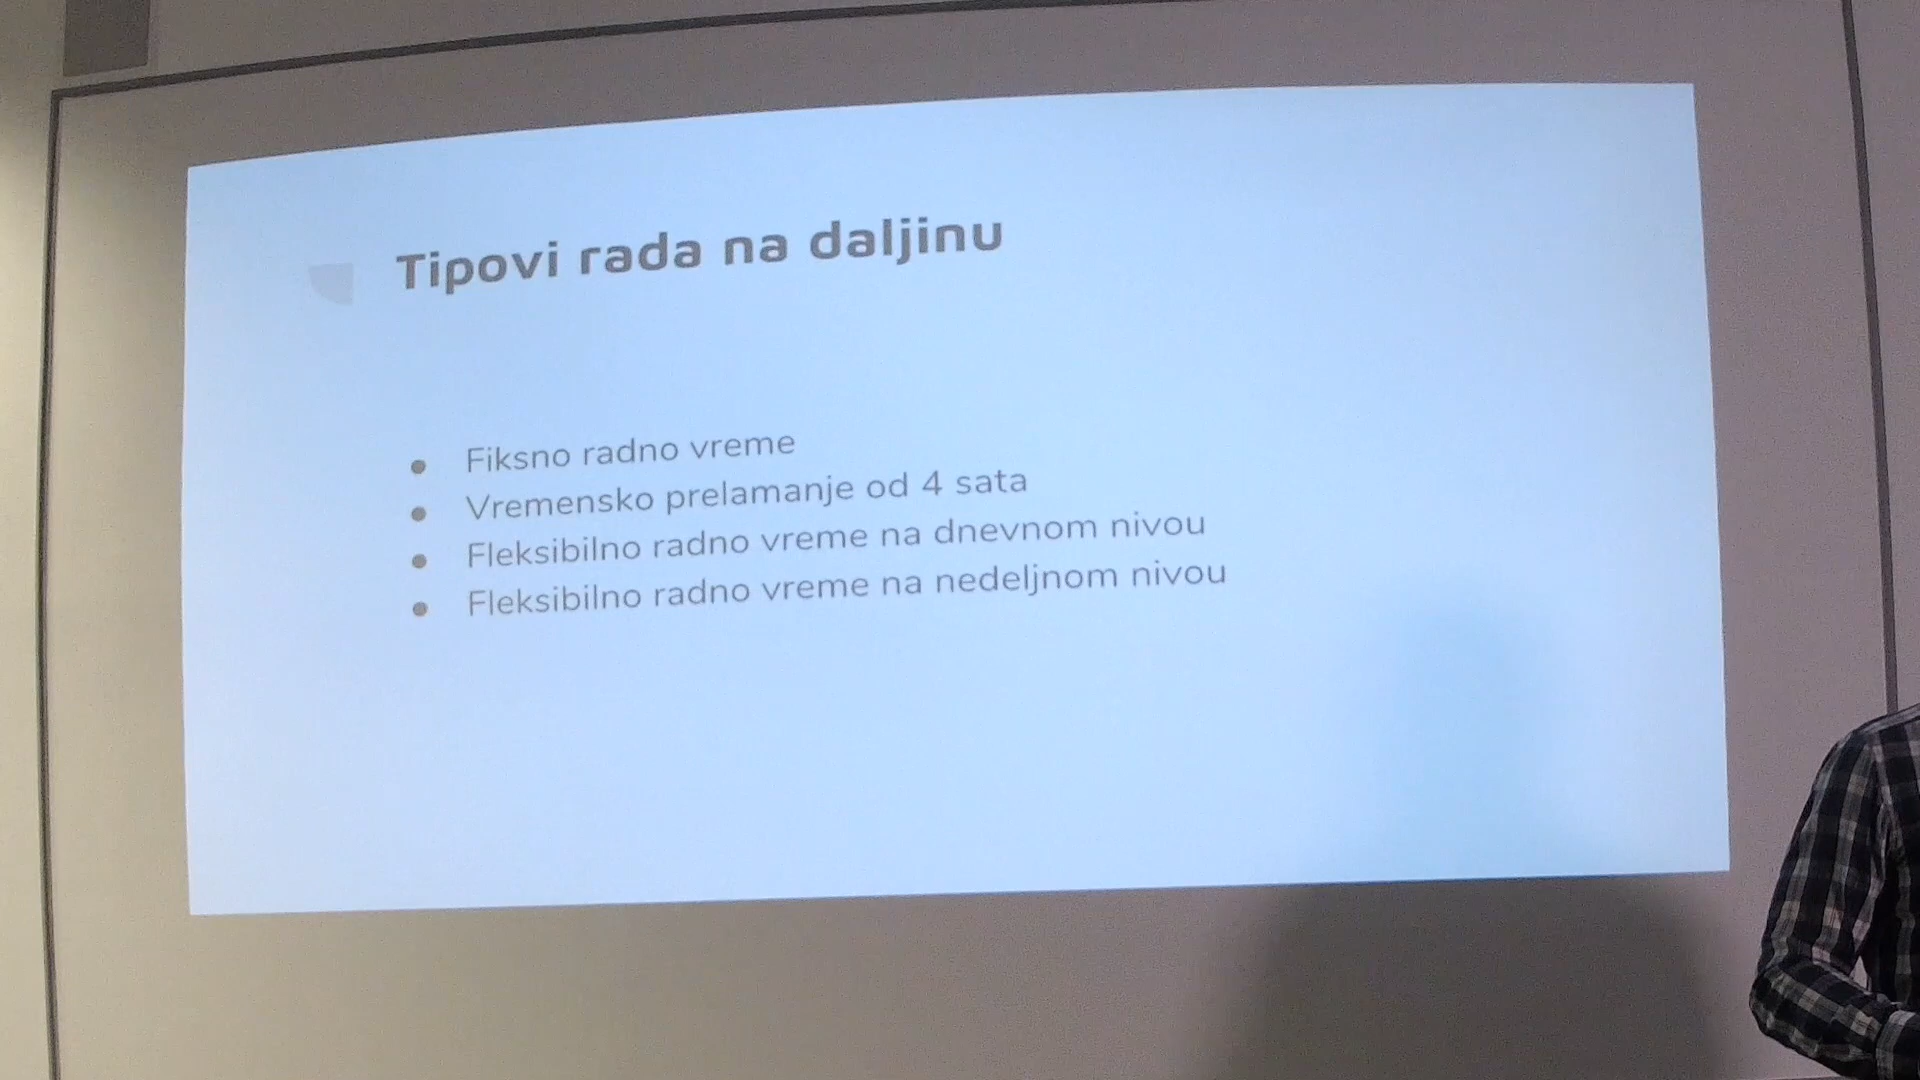 Tipovi rada na daljinu
Fiksno radno vreme
Vremensko prelamanje od 4 sata
Fleksibilno radno vreme na dnevnom nivou
Fleksibilno radno vreme na nedeljnom nivou